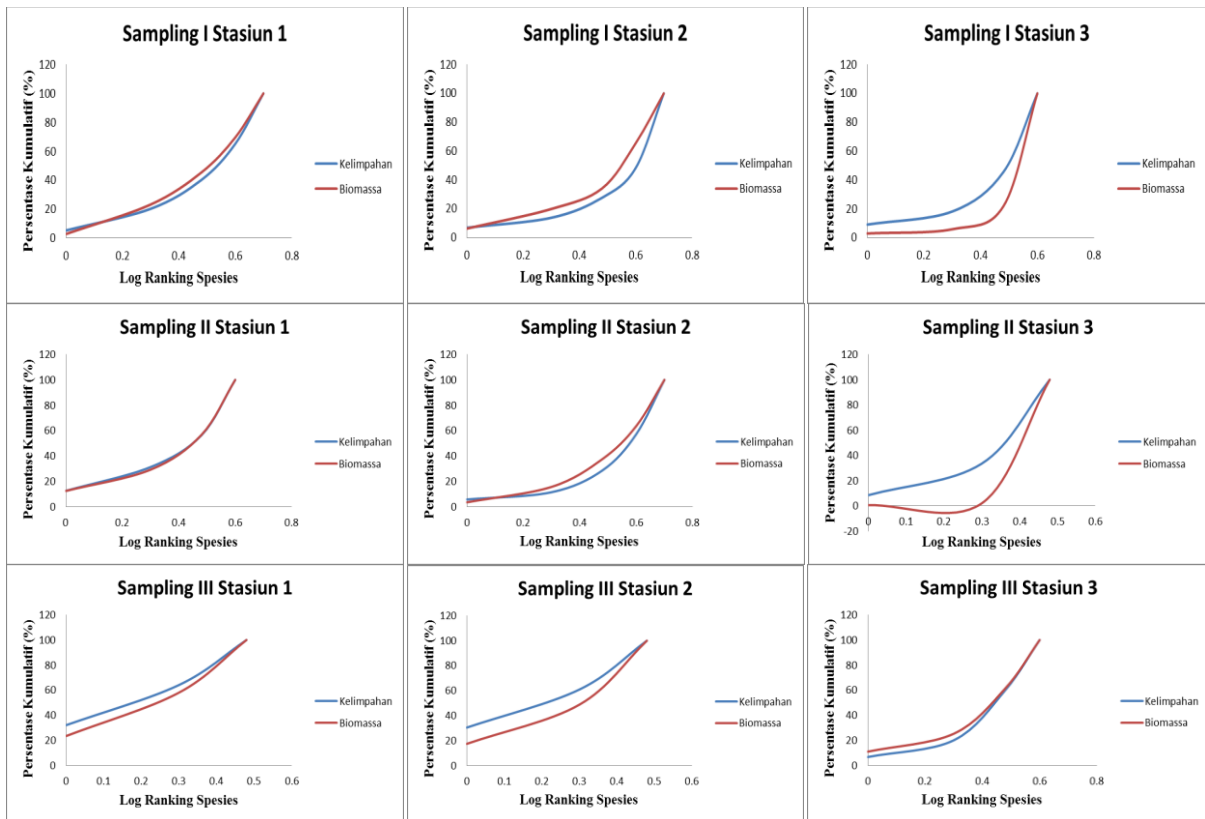 Sampling I Stasiun 1
Persentase Kumulatif (%)
120
100
80
60
40
20
0
0 0.2 0.4 0.6 0.8
Log Ranking Spesies
Kelimpahan
Biomassa
Sampling I Stasiun 2
Persentase Kumulatif (%)
120
100
80
60
40
20
0
0 0.2 0.4 0.6 0.8
Log Ranking Spesies
Kelimpahan
Biomassa
Sampling I Stasiun 3
Persentase Kumulatif (%)
120
100
80
60
40
20
0
0 0.2 0.4 0.6 0.8
Log Ranking Spesies
Kelimpahan
Biomassa
Sampling II Stasiun 1
Persentase Kumulatif (%)
120
100
80
60
40
20
0
0 0.2 0.4 0.6 0.8
Log Ranking Spesies
Kelimpahan
Biomassa
Sampling II Stasiun 2
Persentase Kumulatif (%)
120
100
80
60
40
20
0
0 0.2 0.4 0.6 0.8
Log Ranking Spesies
Kelimpahan
Biomassa
Sampling II Stasiun 3
Persentase Kumulatif (%)
120
100
80
60
40
20
0
-20
0 0.1 0.2 0.3 0.4 0.5 0.6
Log Ranking Spesies
Kelimpahan
Biomassa
Sampling III Stasiun 1
Persentase Kumulatif (%)
120
100
80
60
40
20
0
0 0.1 0.2 0.3 0.4 0.5 0.6
Log Ranking Spesies
Kelimpahan
Biomassa
Sampling III Stasiun 2
Persentase Kumulatif (%)
120
100
80
60
40
20
0
0 0.1 0.2 0.3 0.4 0.5 0.6
Log Ranking Spesies
Kelimpahan
Biomassa
Sampling III Stasiun 3
Persentase Kumulatif (%)
120
100
80
60
40
20
0
0 0.2 0.4 0.6 0.8
Log Ranking Spesies
Kelimpahan
Biomassa